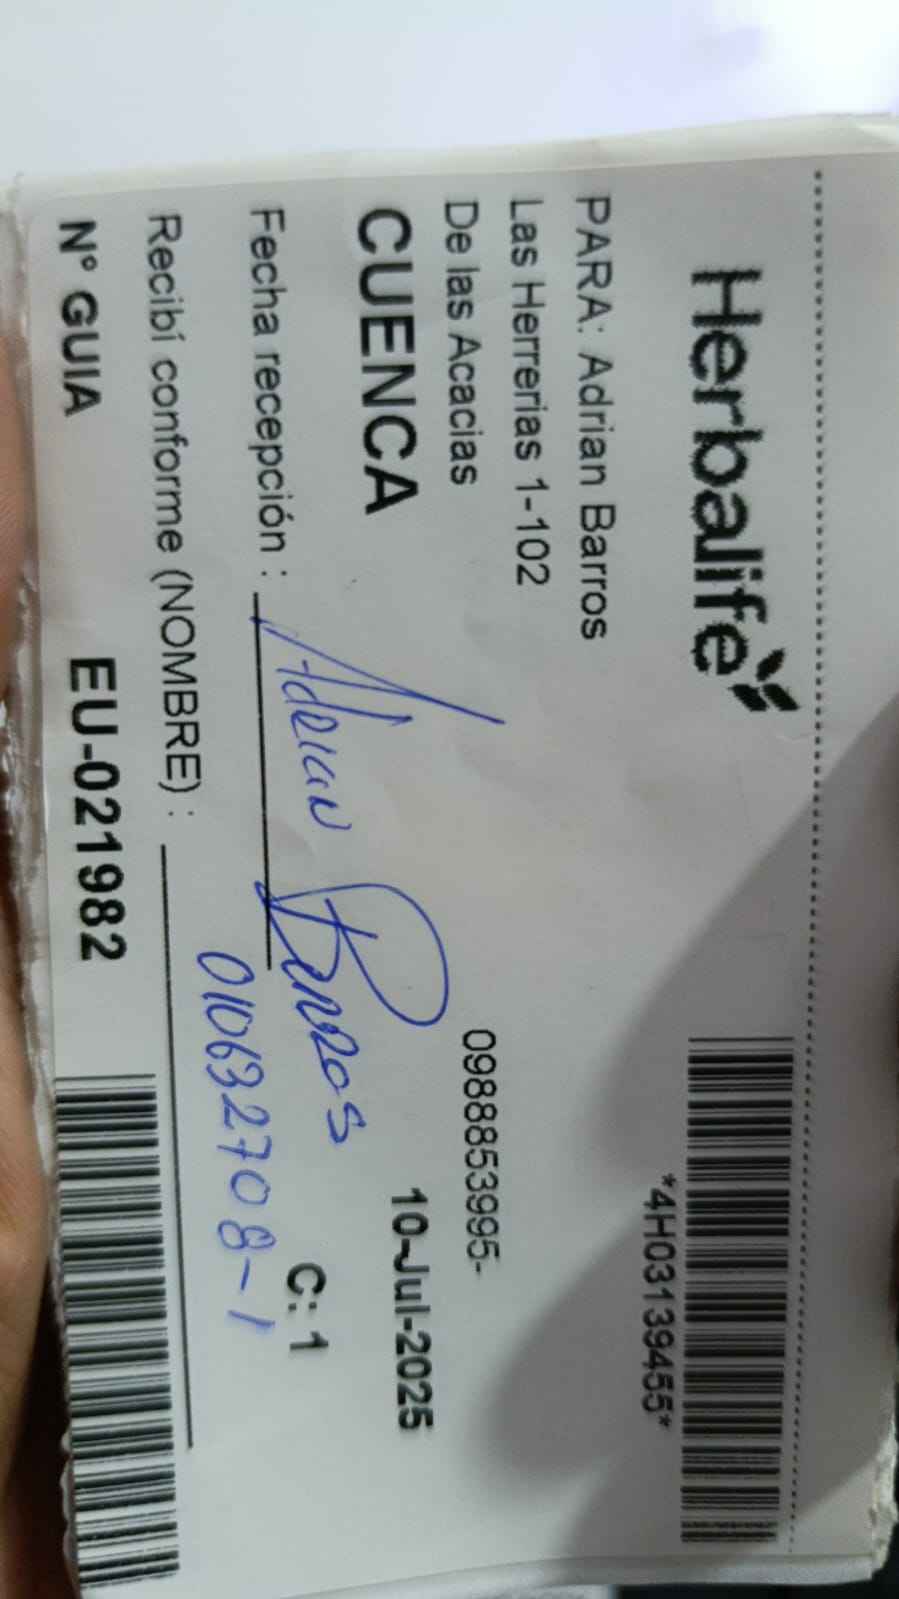 Herbalife
*4H03139455*
PARA: Adrian Barros
Las Herrerias 1-102
De las Acacias
0988853995-
CUENCA
10-Jul-2025
Fecha recepción : Adrian Barros
C: 1
Recibí conforme (NOMBRE) : 010632708-1
N° GUIA EU-021982